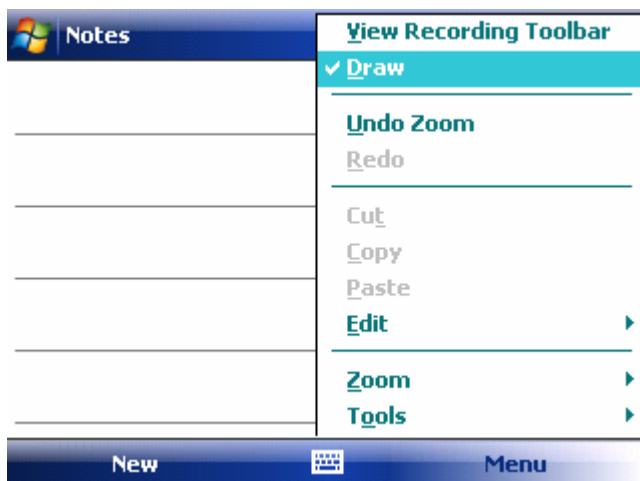 Notes
View Recording Toolbar
Draw
Undo Zoom
Redo
Cut
Copy
Paste
Edit
Zoom
Tools
New
Menu